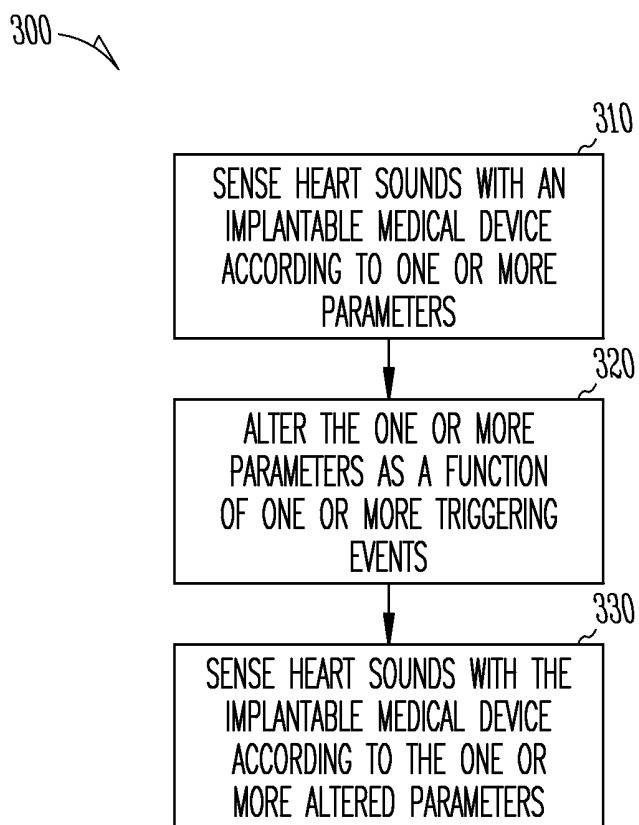 300
310
SENSE HEART SOUNDS WITH AN
IMPLANTABLE MEDICAL DEVICE
ACCORDING TO ONE OR MORE
PARAMETERS
320
ALTER THE ONE OR MORE
PARAMETERS AS A FUNCTION
OF ONE OR MORE TRIGGERING
EVENTS
330
SENSE HEART SOUNDS WITH THE
IMPLANTABLE MEDICAL DEVICE
ACCORDING TO THE ONE OR
MORE ALTERED PARAMETERS